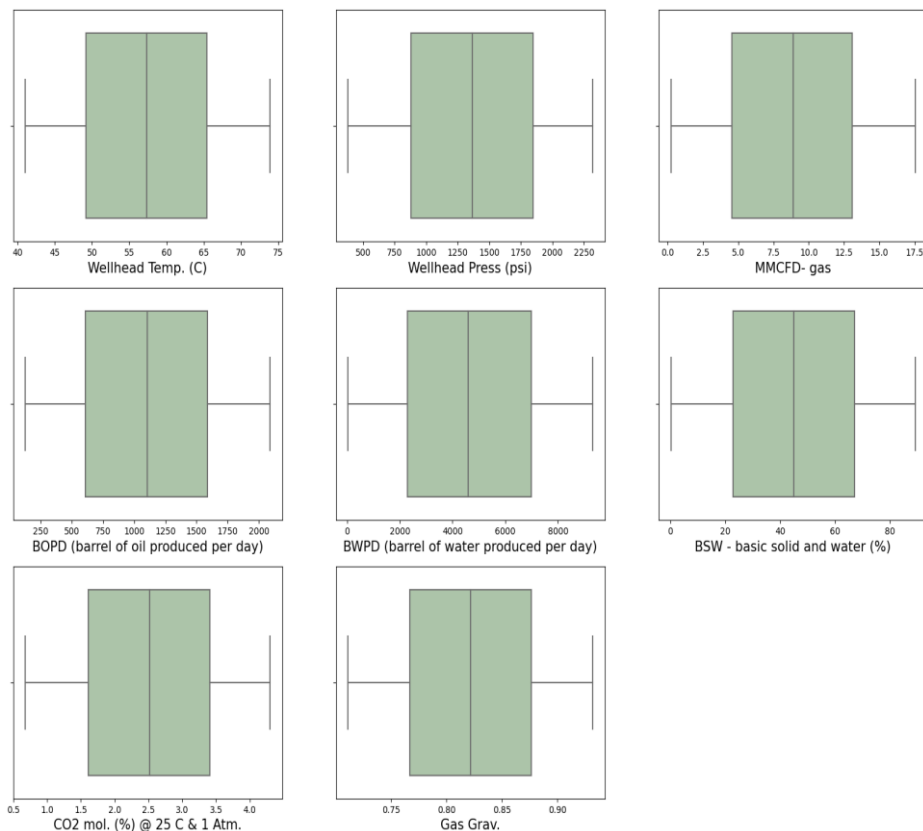 40 45 50 55 60 65 70 75
Wellhead Temp. (C)
500 750 1000 1250 1500 1750 2000 2250
Wellhead Press (psi)
0.0 2.5 5.0 7.5 10.0 12.5 15.0 17.5
MMCFD- gas
250 500 750 1000 1250 1500 1750 2000
BOPD (barrel of oil produced per day)
0 2000 4000 6000 8000
BWPD (barrel of water produced per day)
0 20 40 60 80
BSW - basic solid and water (%)
0.5 1.0 1.5 2.0 2.5 3.0 3.5 4.0
CO2 mol. (%) @ 25 C & 1 Atm.
0.75 0.80 0.85 0.90
Gas Grav.